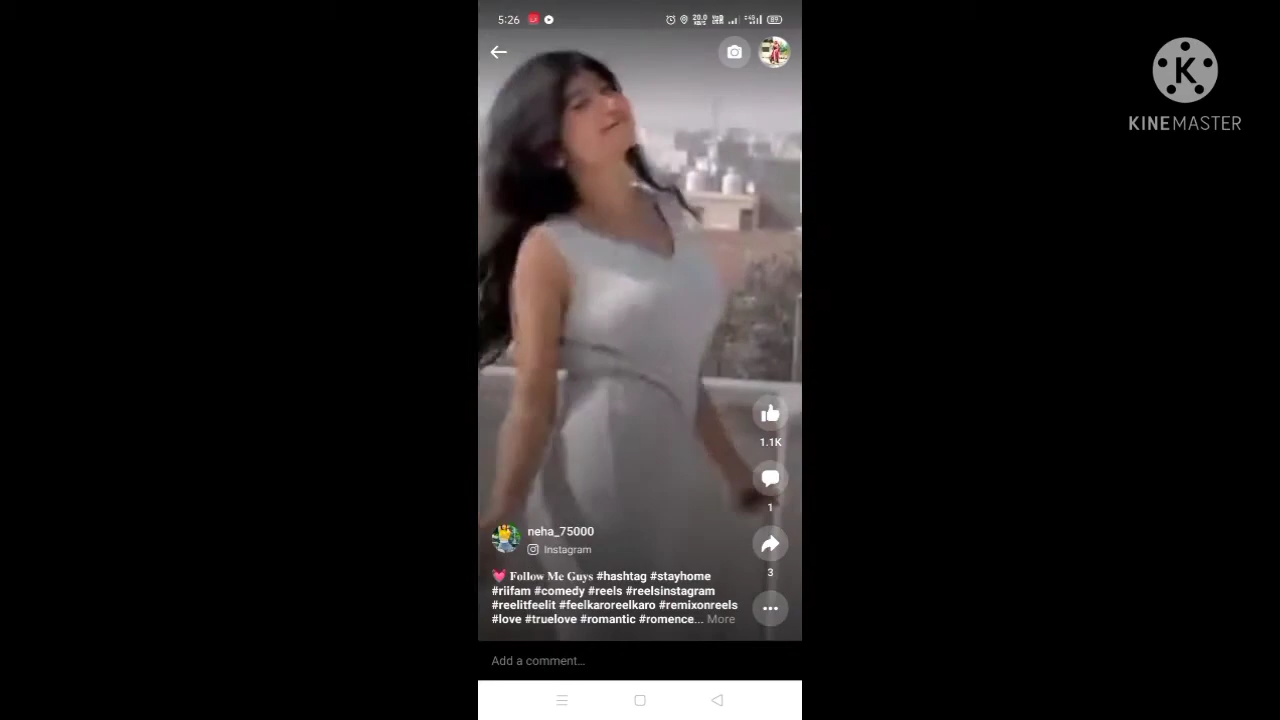 5:26
KINEMASTER
1.1K
1
neha_75000
Instagram
3
💓 Follow Me Guys #hashtag #stayhome
#riifam #comedy #reels #reelsinstagram
#reelitfeelit #feelkaroreelkaro #remixonreels
#love #truelove #romantic #romence... More
Add a comment...